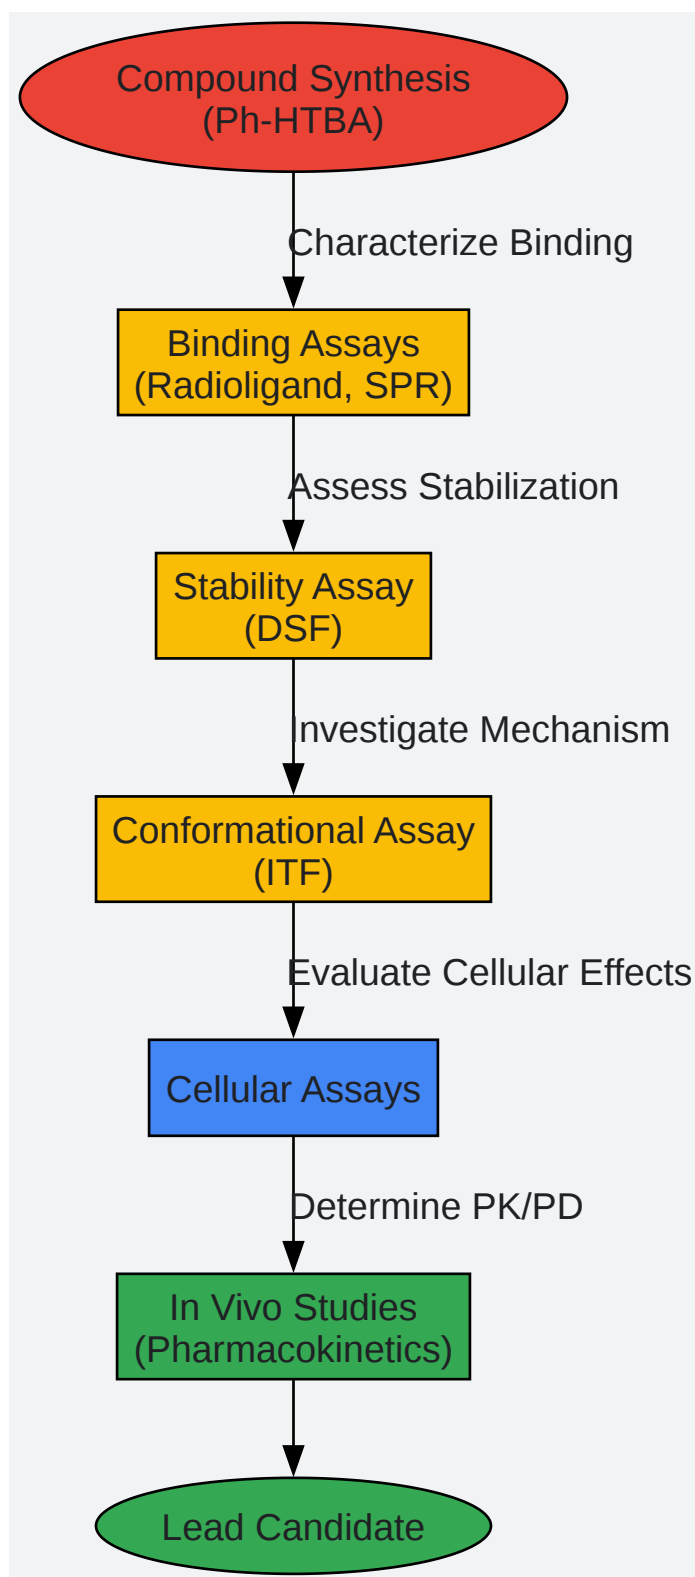 Compound Synthesis
(Ph-HTBA)
Characterize Binding
Binding Assays
(Radioligand, SPR)
Assess Stabilization
Stability Assay
(DSF)
Investigate Mechanism
Conformational Assay
(ITF)
Evaluate Cellular Effects
Cellular Assays
Determine PK/PD
In Vivo Studies
(Pharmacokinetics)
Lead Candidate